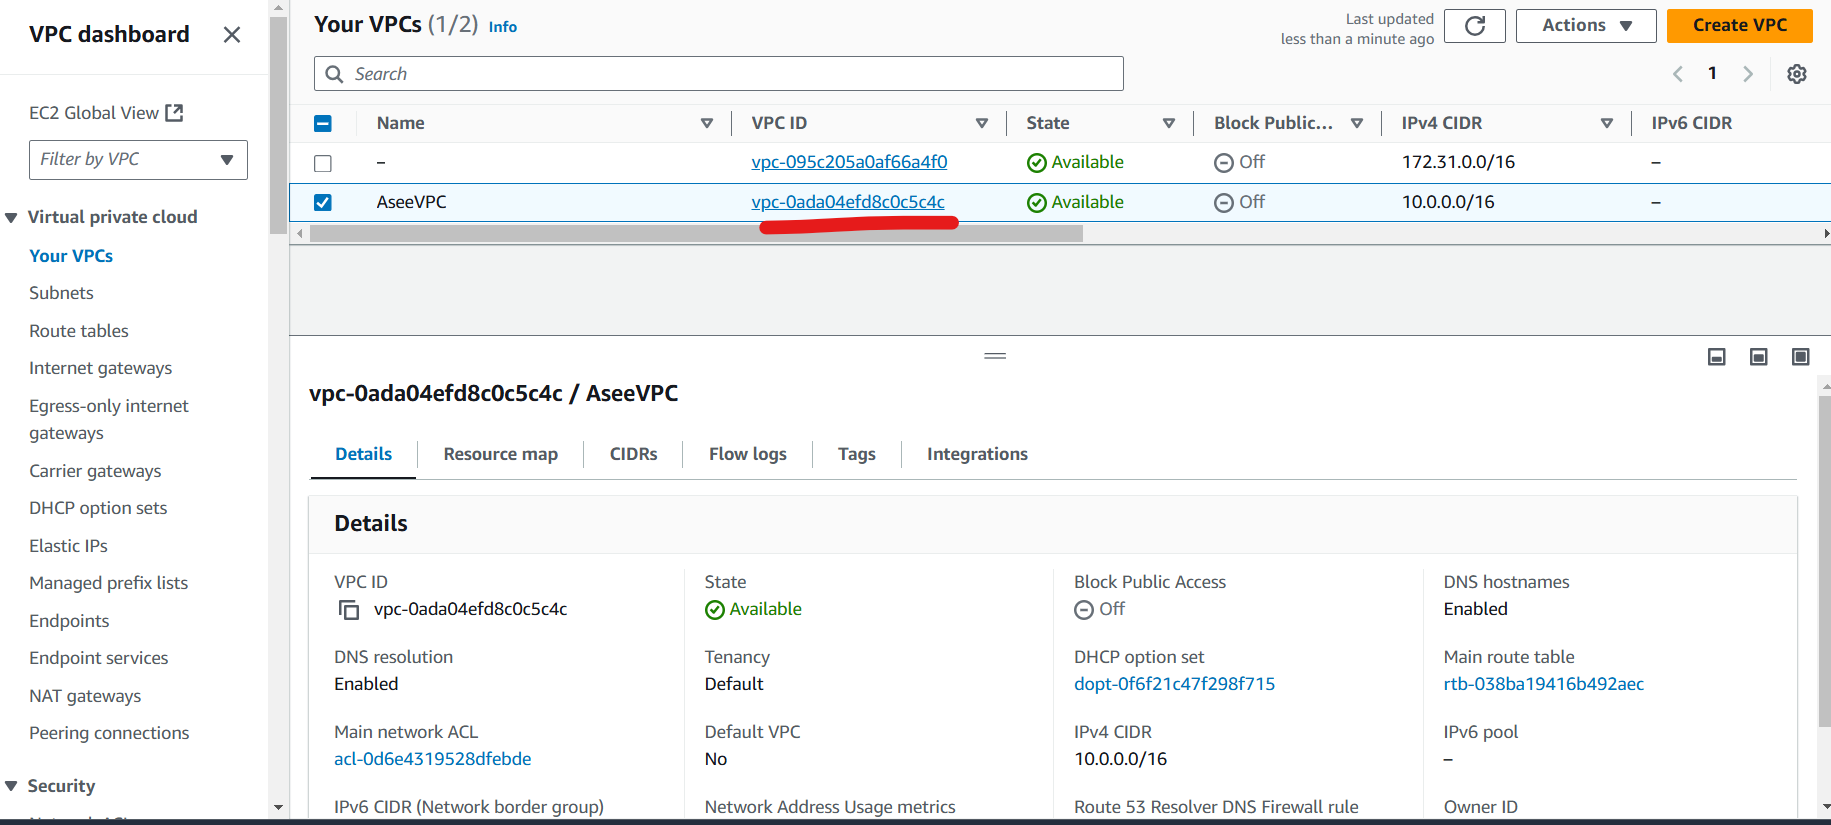 VPC dashboard
EC2 Global View
Filter by VPC
Virtual private cloud
Your VPCs
Subnets
Route tables
Internet gateways
Egress-only internet
gateways
Carrier gateways
DHCP option sets
Elastic IPs
Managed prefix lists
Endpoints
Endpoint services
NAT gateways
Peering connections
Security
Your VPCs (1/2) Info
Last updated
less than a minute ago
Actions
Create VPC
Search
1
Name VPC ID State Block Public... IPv4 CIDR IPv6 CIDR
– vpc-095c205a0af66a4f0 Available Off 172.31.0.0/16 –
AseeVPC vpc-0ada04efd8c0c5c4c Available Off 10.0.0.0/16 –
vpc-0ada04efd8c0c5c4c / AseeVPC
Details Resource map CIDRs Flow logs Tags Integrations
Details
VPC ID State Block Public Access DNS hostnames
vpc-0ada04efd8c0c5c4c Available Off Enabled
DNS resolution Tenancy DHCP option set Main route table
Enabled Default dopt-0f6f21c47f298f715 rtb-038ba19416b492aec
Main network ACL Default VPC IPv4 CIDR IPv6 pool
acl-0d6e4319528dfebde No 10.0.0.0/16 –
IPv6 CIDR (Network border group) Network Address Usage metrics Route 53 Resolver DNS Firewall rule Owner ID